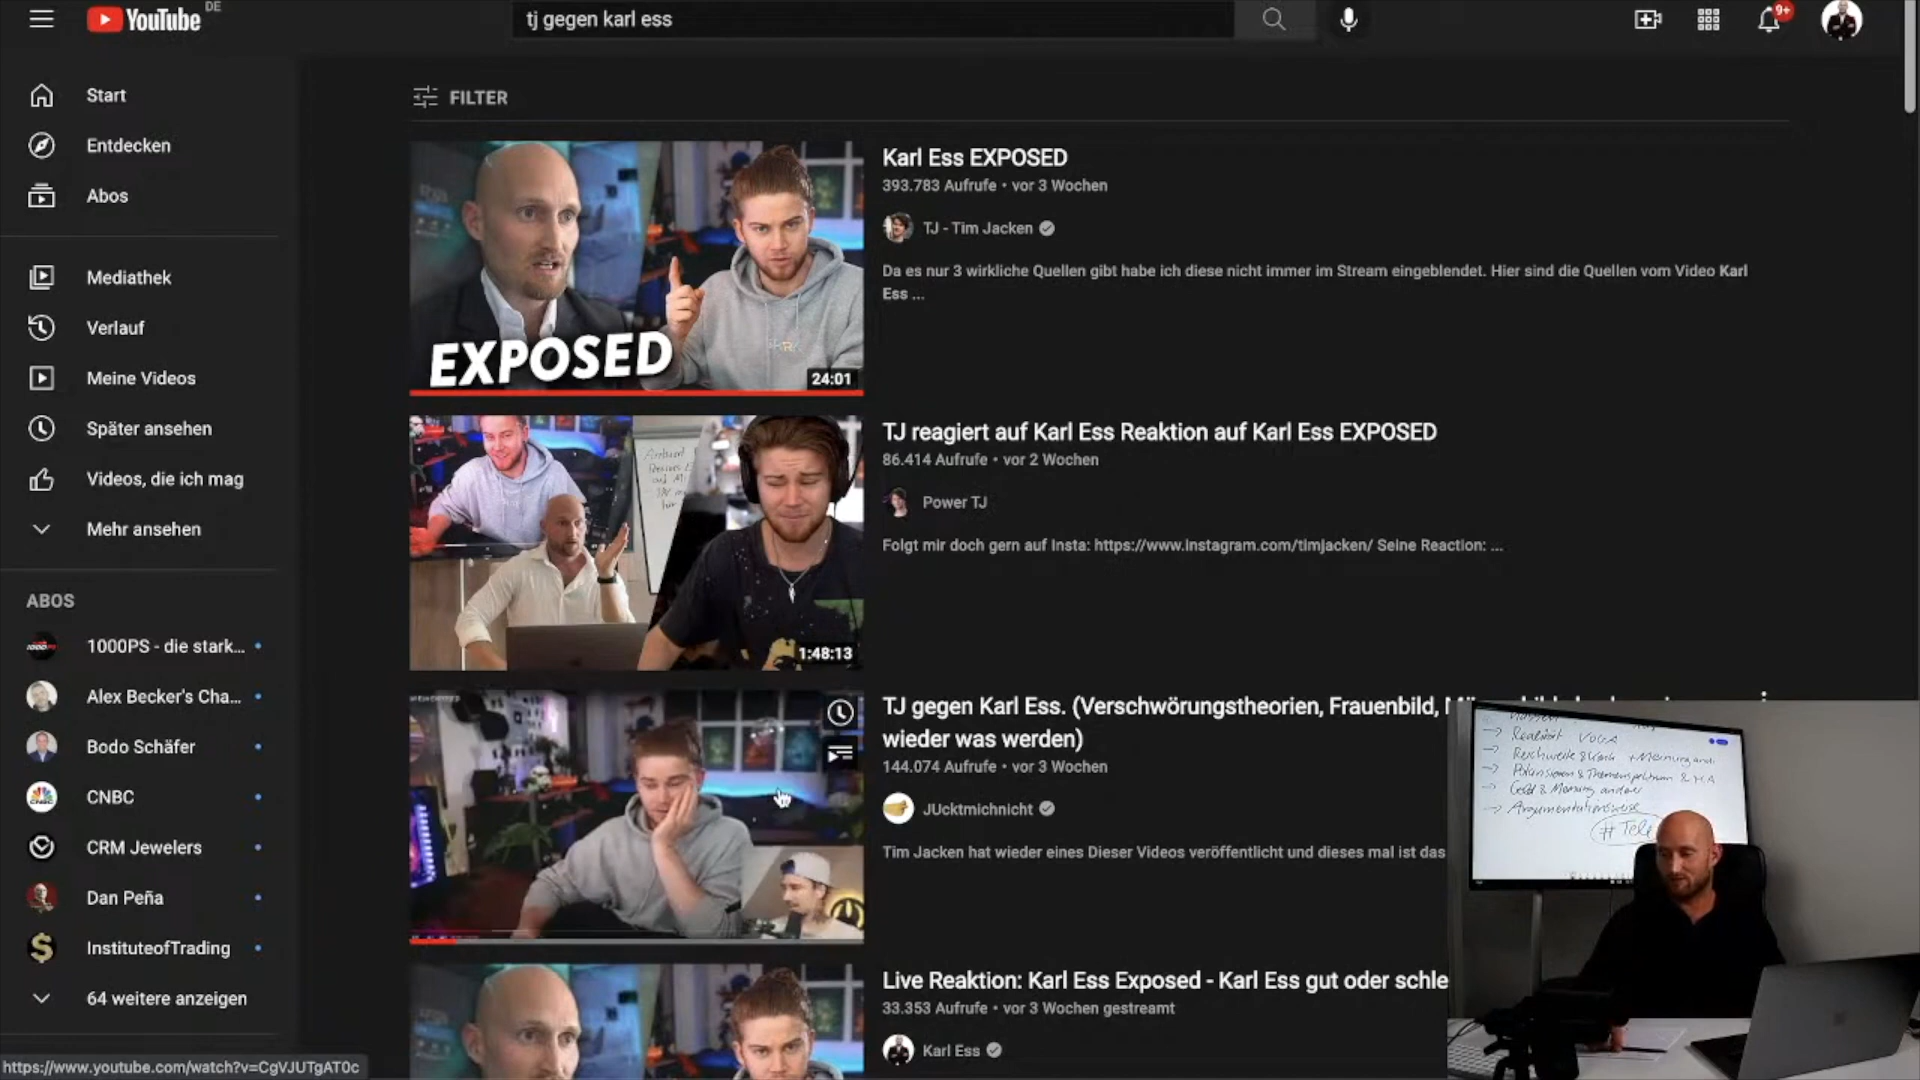 YouTube DE
tj gegen karl ess
9+
Start
Entdecken
Abos
Mediathek
Verlauf
Meine Videos
Später ansehen
Videos, die ich mag
Mehr ansehen
ABOS
1000PS - die stark...
Alex Becker's Cha...
Bodo Schäfer
CNBC
CRM Jewelers
Dan Peña
InstituteofTrading
64 weitere anzeigen
https://www.youtube.com/watch?v=CgVJUTgAT0c
FILTER
EXPOSED
24:01
Karl Ess EXPOSED
393.783 Aufrufe • vor 3 Wochen
TJ - Tim Jacken
Da es nur 3 wirkliche Quellen gibt habe ich diese nicht immer im Stream eingeblendet. Hier sind die Quellen vom Video Karl
Ess ...
1:48:13
TJ reagiert auf Karl Ess Reaktion auf Karl Ess EXPOSED
86.414 Aufrufe • vor 2 Wochen
Power TJ
Folgt mir doch gern auf Insta: https://www.instagram.com/timjacken/ Seine Reaction: ...
TJ gegen Karl Ess. (Verschwörungstheorien, Frauenbild,
wieder was werden)
144.074 Aufrufe • vor 3 Wochen
JUcktmichnicht
Tim Jacken hat wieder eines Dieser Videos veröffentlicht und dieses mal ist das
Live Reaktion: Karl Ess Exposed - Karl Ess gut oder schle
33.353 Aufrufe • vor 3 Wochen gestreamt
Karl Ess
Realität
Reichweite
& Meinung andere
Argumentationsweise